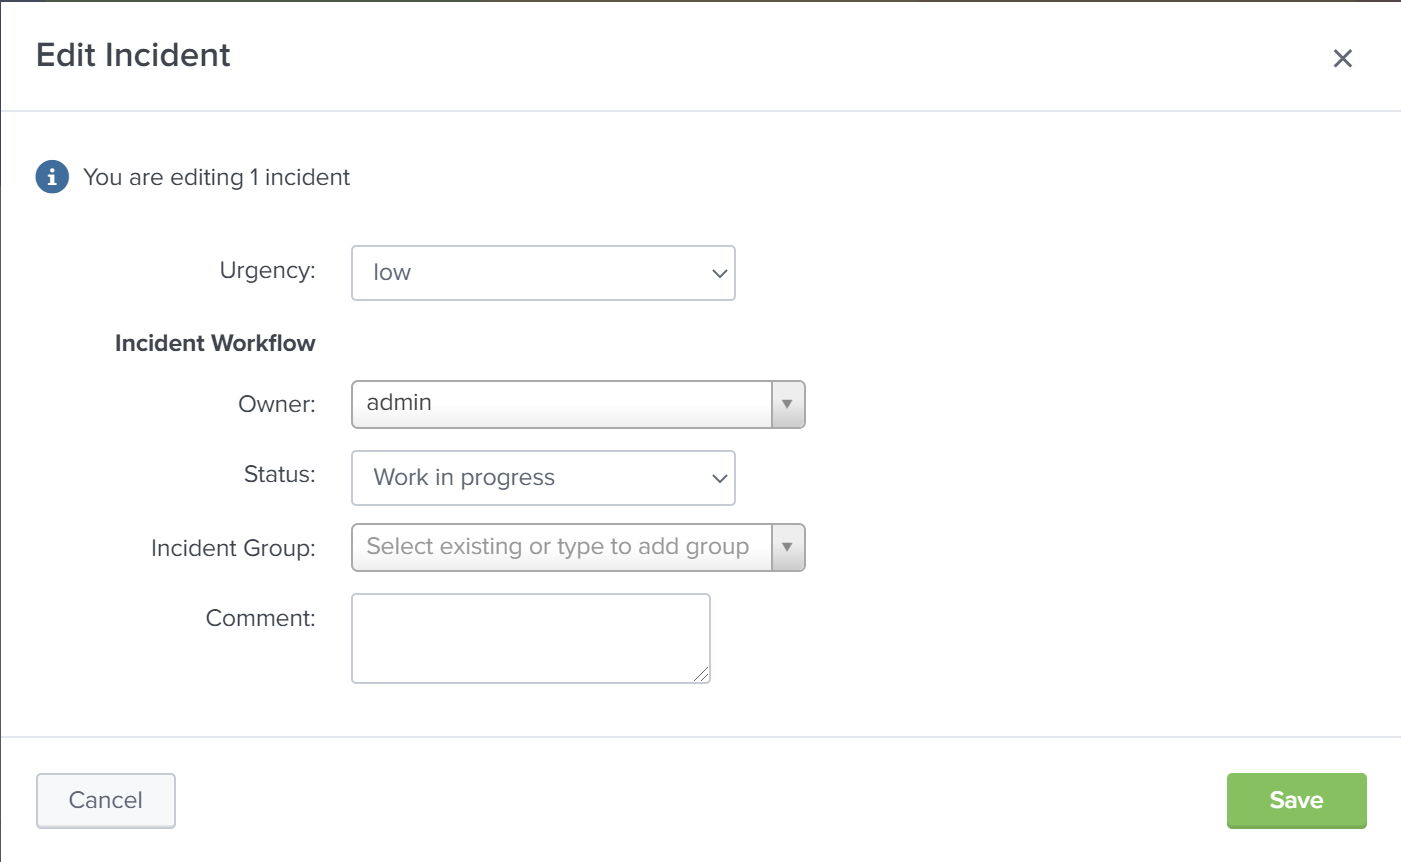 Edit Incident
You are editing 1 incident
Urgency: low
Incident Workflow
Owner: admin
Status: Work in progress
Incident Group: Select existing or type to add group
Comment:
Cancel Save